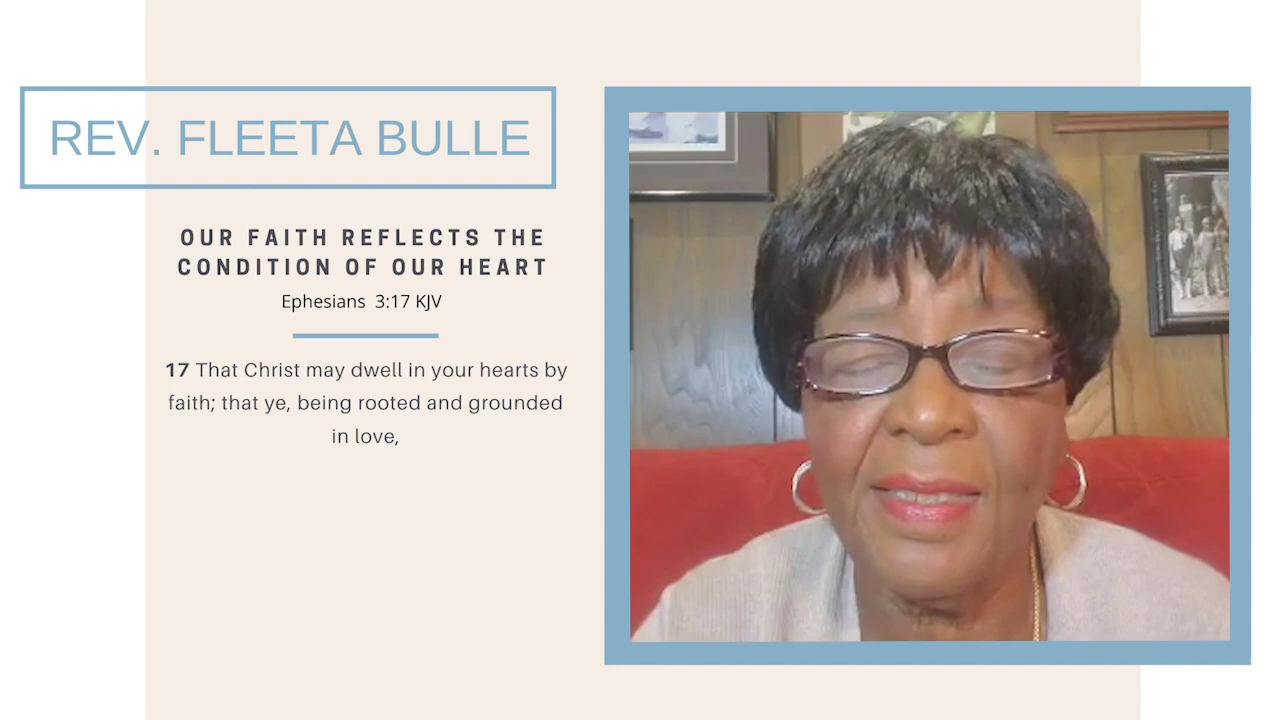 REV. FLEETA BULLE
OUR FAITH REFLECTS THE
CONDITION OF OUR HEART
Ephesians 3:17 KJV
17 That Christ may dwell in your hearts by
faith; that ye, being rooted and grounded
in love,